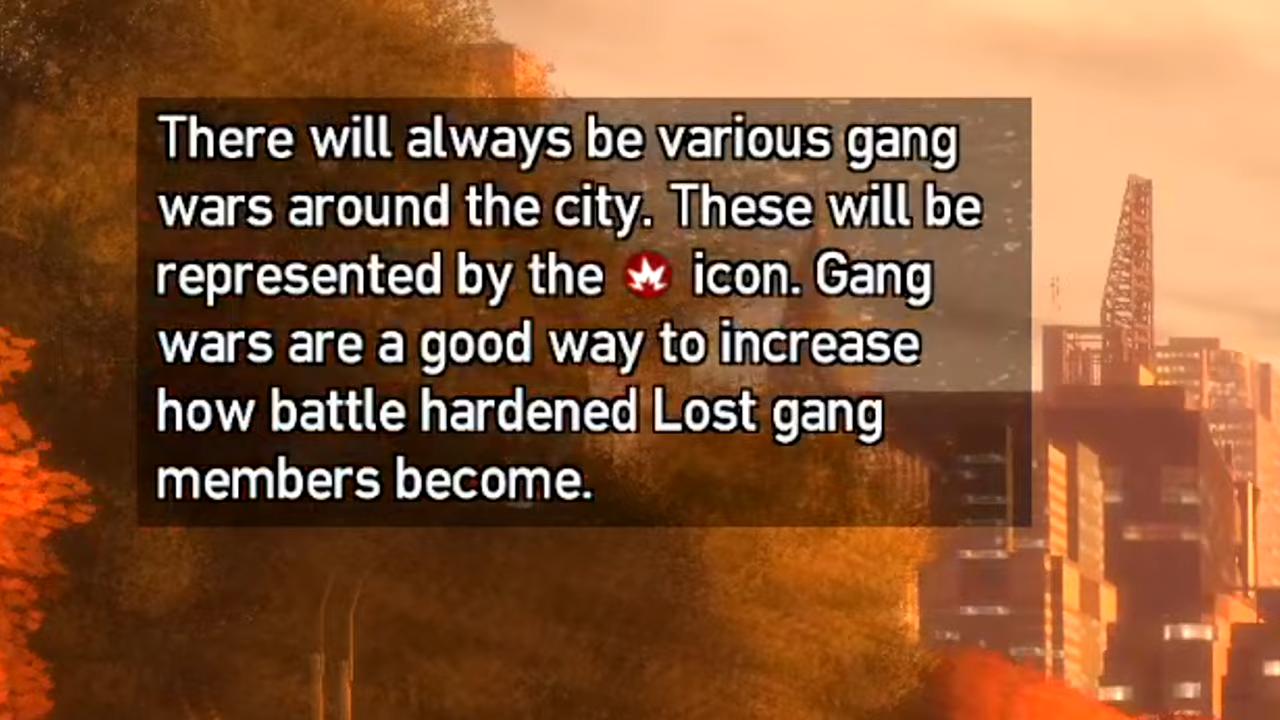 There will always be various gang
wars around the city. These will be
represented by the icon. Gang
wars are a good way to increase
how battle hardened Lost gang
members become.